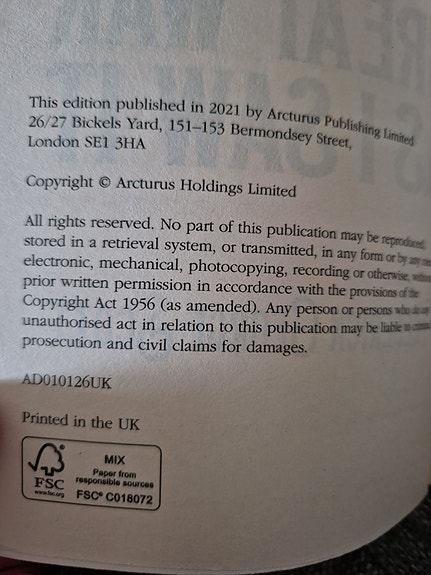 This edition published in 2021 by Arcturus Publishing Limited
26/27 Bickels Yard, 151–153 Bermondsey Street,
London SE1 3HA
Copyright © Arcturus Holdings Limited
All rights reserved. No part of this publication may be reproduced,
stored in a retrieval system, or transmitted, in any form or by any
electronic, mechanical, photocopying, recording or otherwise, without
prior written permission in accordance with the provisions of the
Copyright Act 1956 (as amended). Any person or persons who do any
unauthorised act in relation to this publication may be liable to
prosecution and civil claims for damages.
AD010126UK
Printed in the UK
FSC
www.fsc.org
MIX
Paper from
responsible sources
FSC® C018072